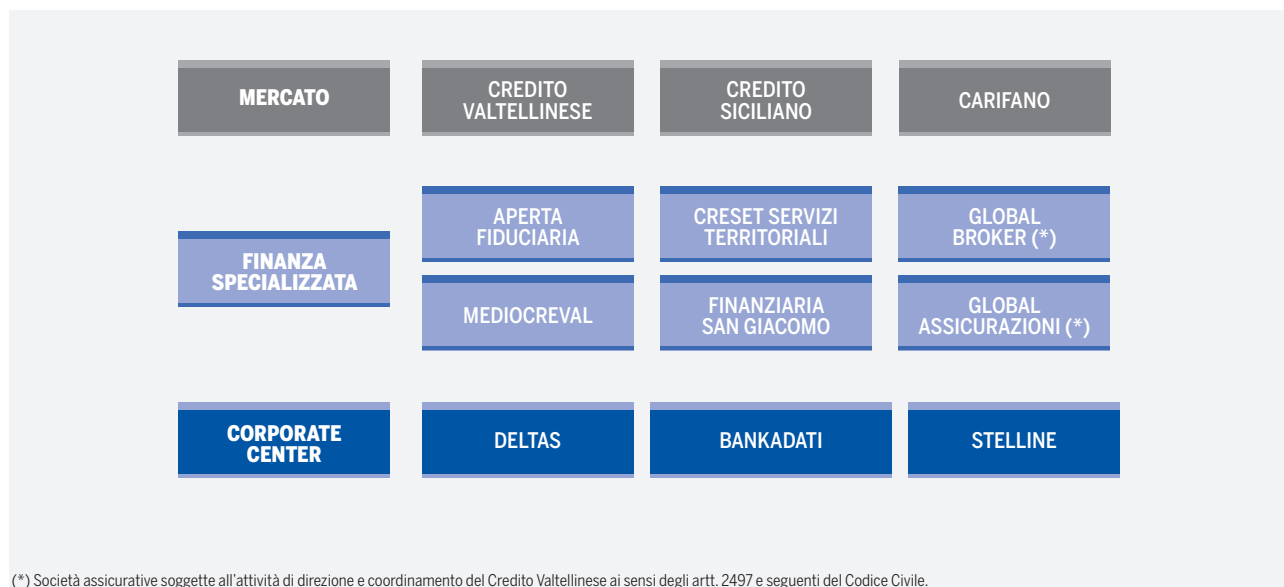 MERCATO
CREDITO
VALTELLINESE
CREDITO
SICILIANO
CARIFANO
FINANZA
SPECIALIZZATA
APERTA
FIDUCIARIA
CRESET SERVIZI
TERRITORIALI
GLOBAL
BROKER (*)
MEDIOCREVAL
FINANZIARIA
SAN GIACOMO
GLOBAL
ASSICURAZIONI (*)
CORPORATE
CENTER
DELTAS
BANKADATI
STELLINE
(*) Società assicurative soggette all'attività di direzione e coordinamento del Credito Valtellinese ai sensi degli artt. 2497 e seguenti del Codice Civile.